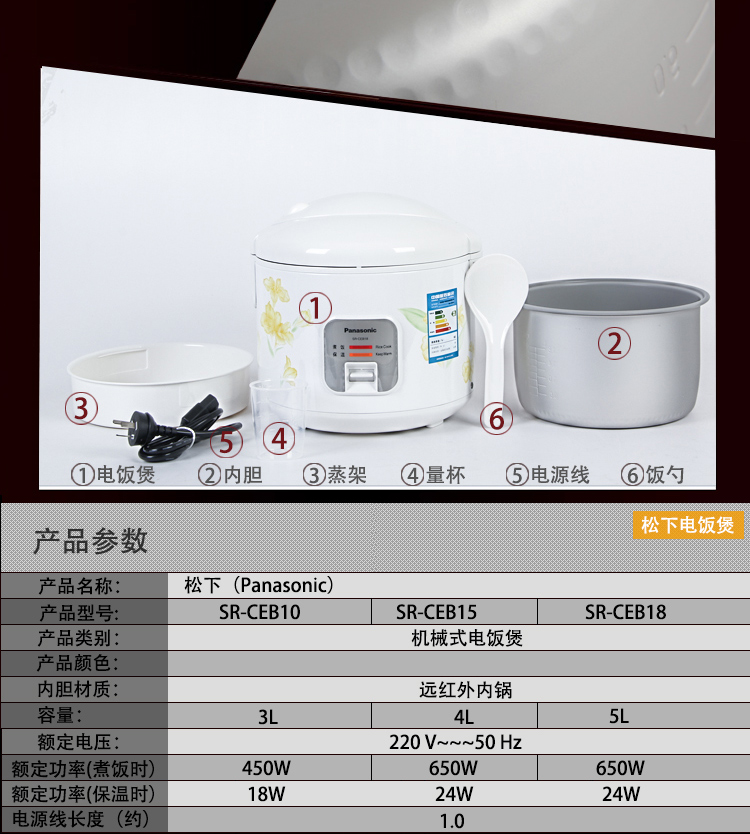 Panasonic
1
2
3
4
5
6
①电饭煲 ②内胆 ③蒸架 ④量杯 ⑤电源线 ⑥饭勺
松下电饭煲
产品参数
产品名称: 松下（Panasonic）
产品型号: SR-CEB10 SR-CEB15 SR-CEB18
产品类别: 机械式电饭煲
产品颜色:
内胆材质: 远红外内锅
容量: 3L 4L 5L
额定电压: 220 V~~~50 Hz
额定功率(煮饭时) 450W 650W 650W
额定功率(保温时) 18W 24W 24W
电源线长度（约） 1.0